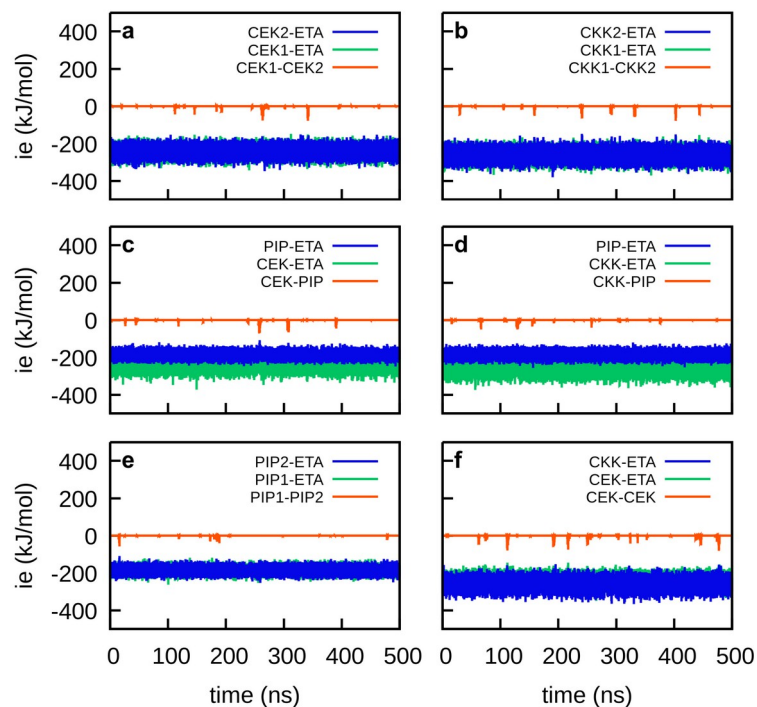 a
CEK2-ETA
CEK1-ETA
CEK1-CEK2
b
CKK2-ETA
CKK1-ETA
CKK1-CKK2
ie (kJ/mol)
400
200
0
-200
-400
c
PIP-ETA
CEK-ETA
CEK-PIP
d
PIP-ETA
CKK-ETA
CKK-PIP
ie (kJ/mol)
400
200
0
-200
-400
e
PIP2-ETA
PIP1-ETA
PIP1-PIP2
f
CKK-ETA
CEK-ETA
CEK-CEK
ie (kJ/mol)
400
200
0
-200
-400
0 100 200 300 400 500
0 100 200 300 400 500
time (ns)
time (ns)